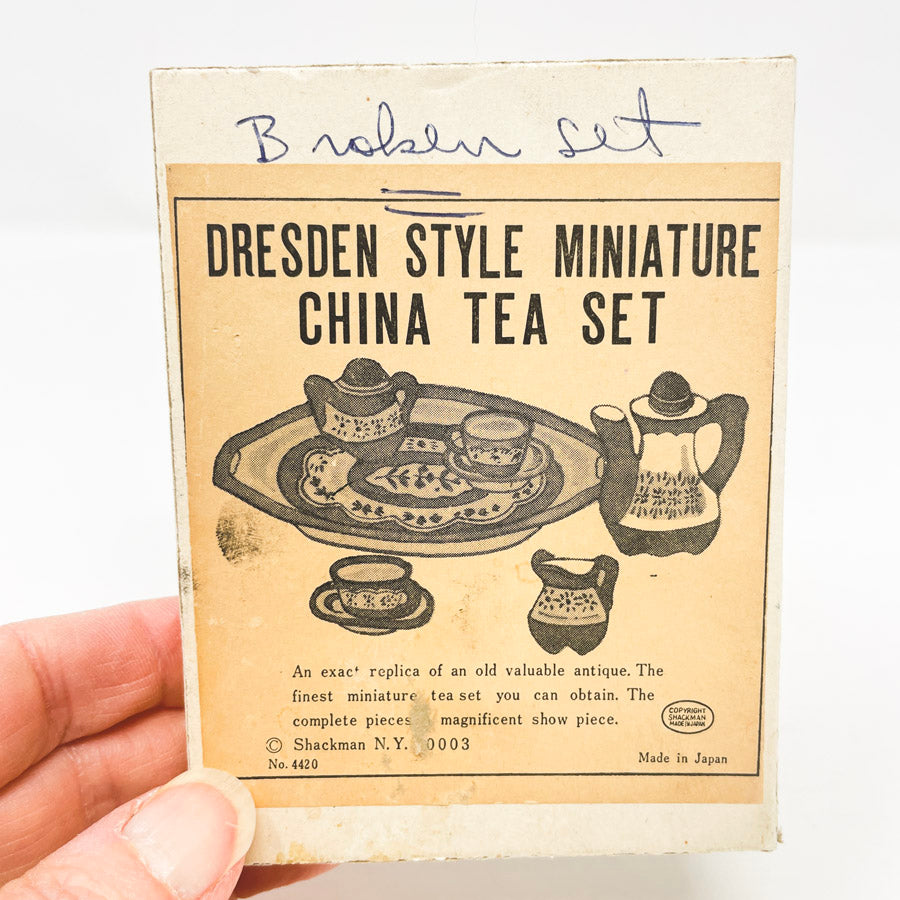 Broken Set
DRESDEN STYLE MINIATURE
CHINA TEA SET
An exact replica of an old valuable antique. The
finest miniature tea set you can obtain. The
complete pieces magnificent show piece.
COPYRIGHT
SHACKMAN
MADE IN JAPAN
© Shackman N.Y. 0003
No. 4420
Made in Japan